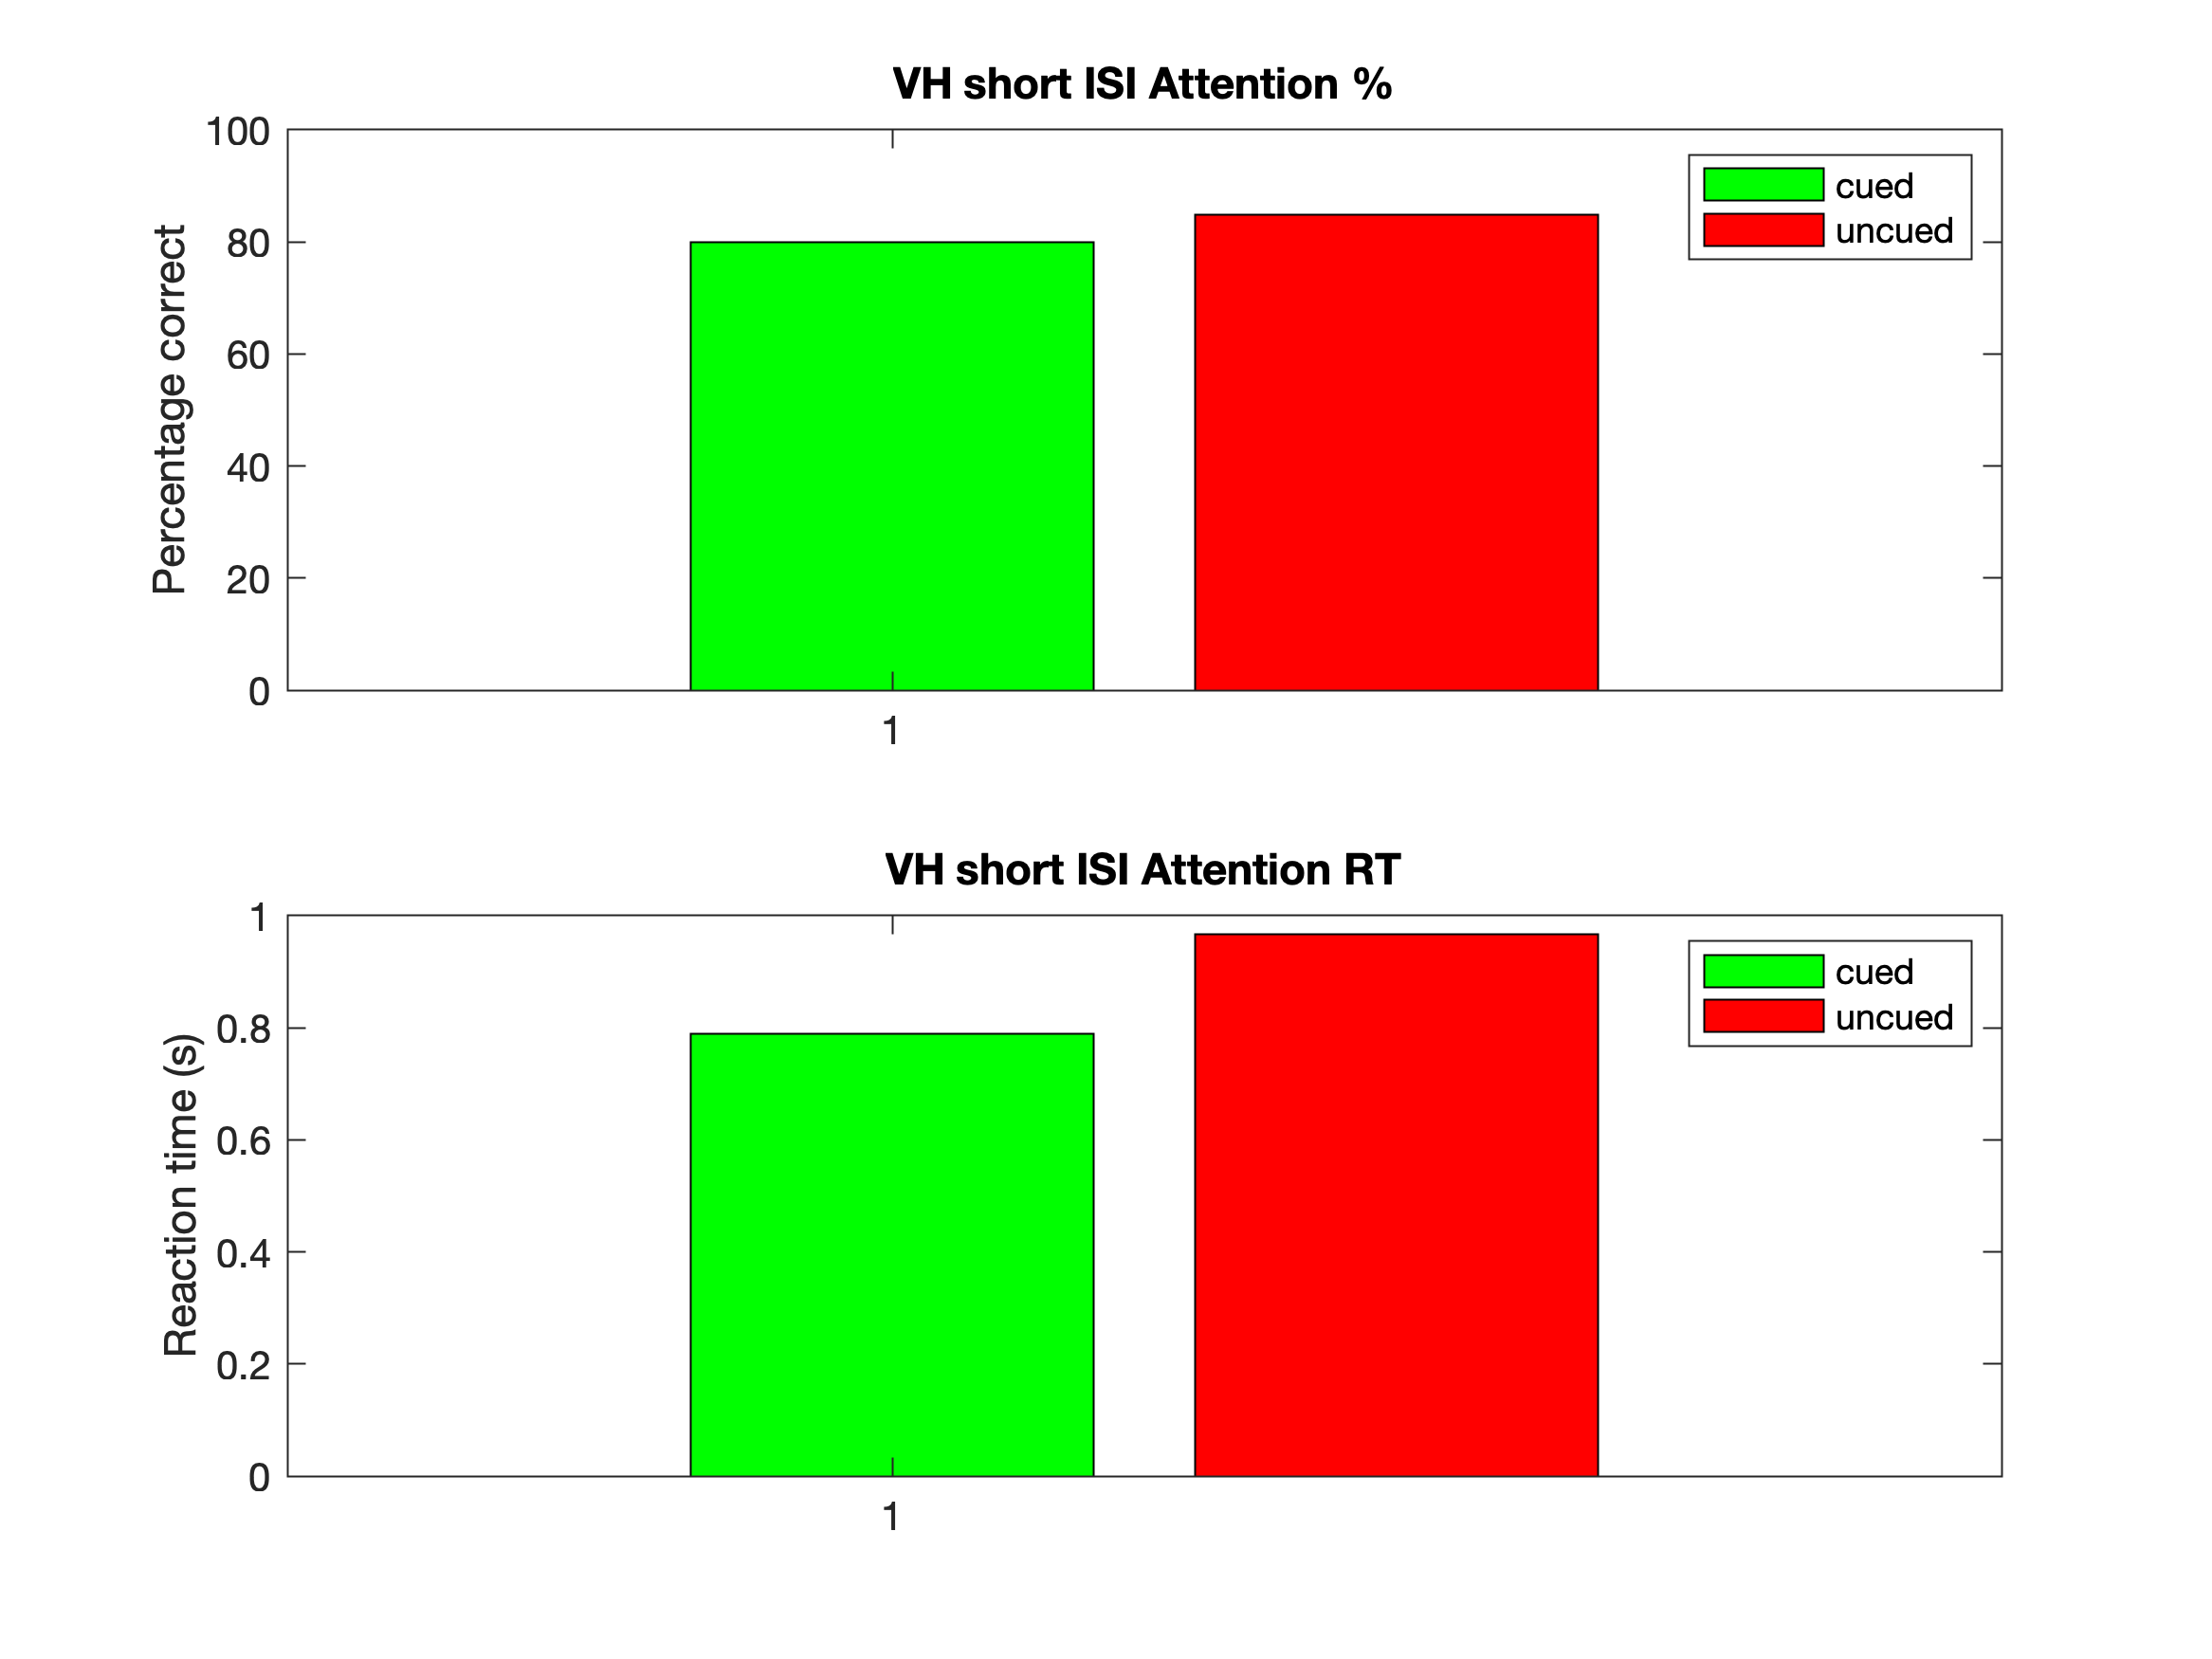 VH short ISI Attention %
100
80
60
40
20
0
Percentage correct
cued
uncued
1
VH short ISI Attention RT
1
0.8
0.6
0.4
0.2
0
Reaction time (s)
cued
uncued
1